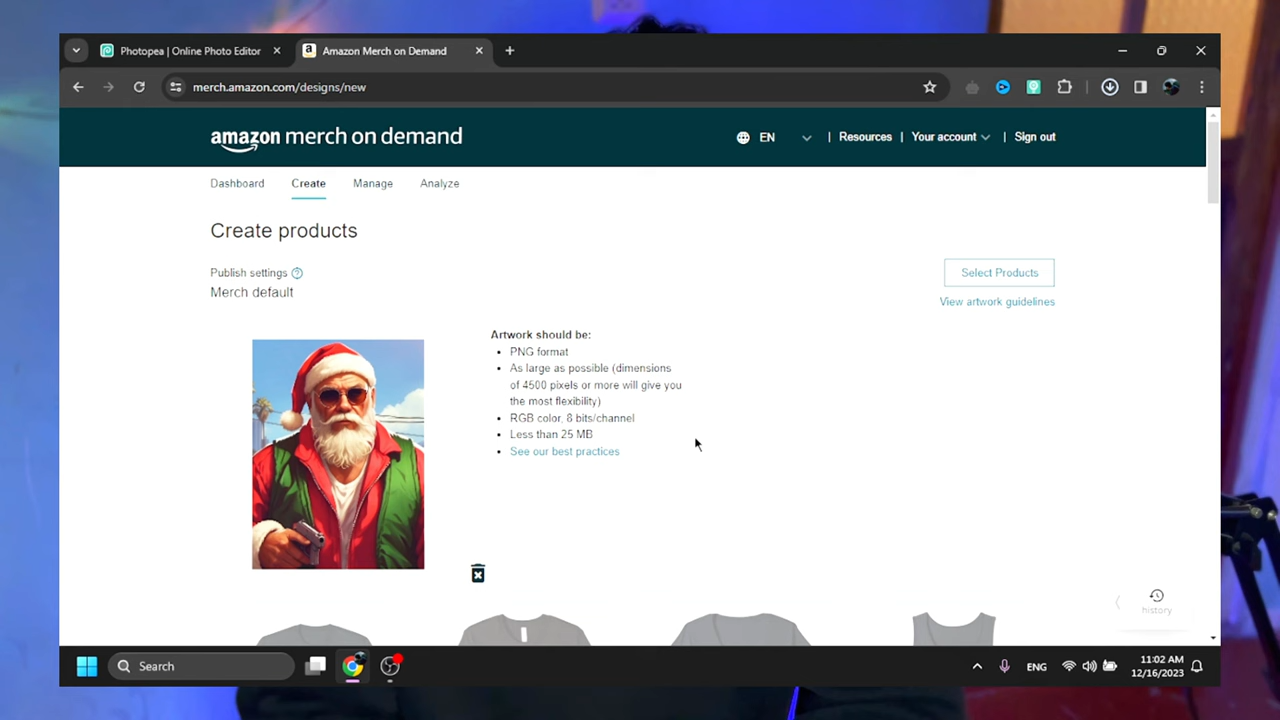 Photopea | Online Photo Editor
Amazon Merch on Demand
merch.amazon.com/designs/new
amazon merch on demand
EN
Resources
Your account
Sign out
Dashboard
Create
Manage
Analyze
Create products
Publish settings
Merch default
Select Products
View artwork guidelines
Artwork should be:
PNG format
As large as possible (dimensions
of 4500 pixels or more will give you
the most flexibility)
RGB color, 8 bits/channel
Less than 25 MB
See our best practices
history
Search
ENG
11:02 AM
12/16/2023